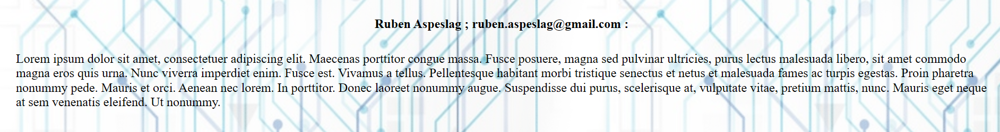 Ruben Aspeslag ; ruben.aspeslag@gmail.com :
Lorem ipsum dolor sit amet, consectetuer adipiscing elit. Maecenas porttitor congue massa. Fusce posuere, magna sed pulvinar ultricies, purus lectus malesuada libero, sit amet commodo
magna eros quis urna. Nunc viverra imperdiet enim. Fusce est. Vivamus a tellus. Pellentesque habitant morbi tristique senectus et netus et malesuada fames ac turpis egestas. Proin pharetra
nonummy pede. Mauris et orci. Aenean nec lorem. In porttitor. Donec laoreet nonummy augue. Suspendisse dui purus, scelerisque at, vulputate vitae, pretium mattis, nunc. Mauris eget neque
at sem venenatis eleifend. Ut nonummy.